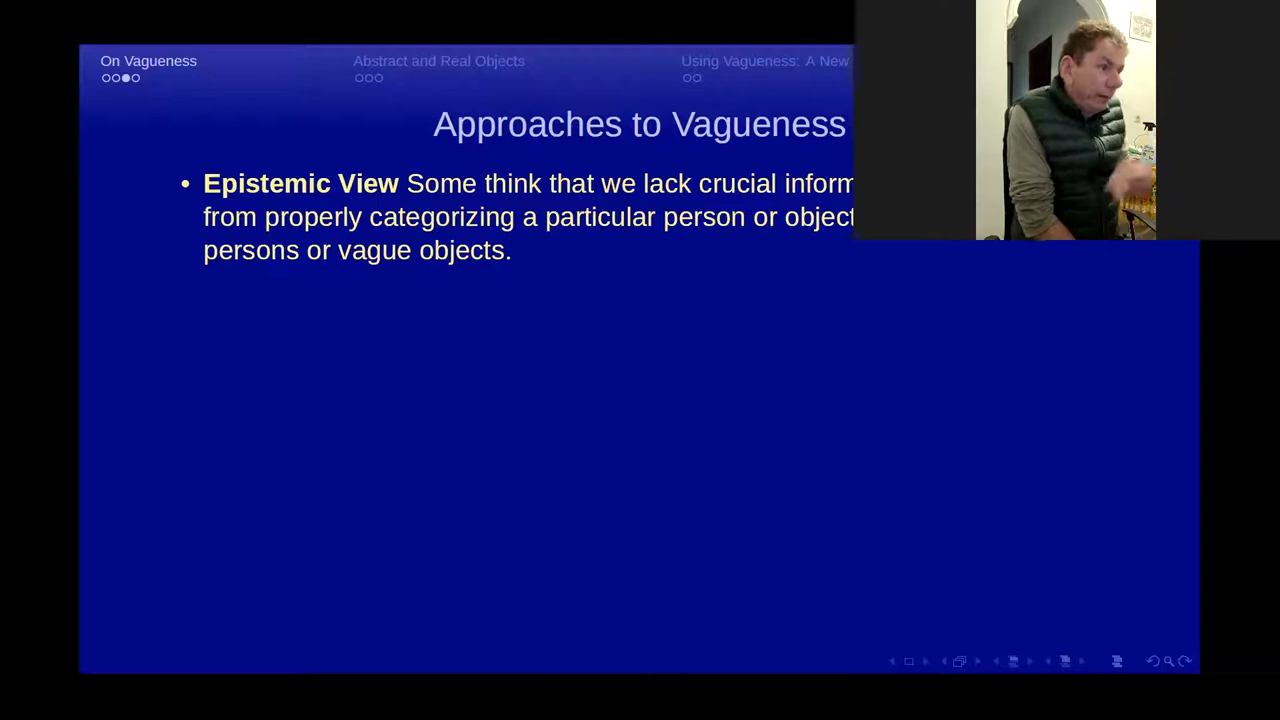 On Vagueness
Abstract and Real Objects
Using Vagueness: A New
Approaches to Vagueness
• Epistemic View Some think that we lack crucial inform
from properly categorizing a particular person or object
persons or vague objects.